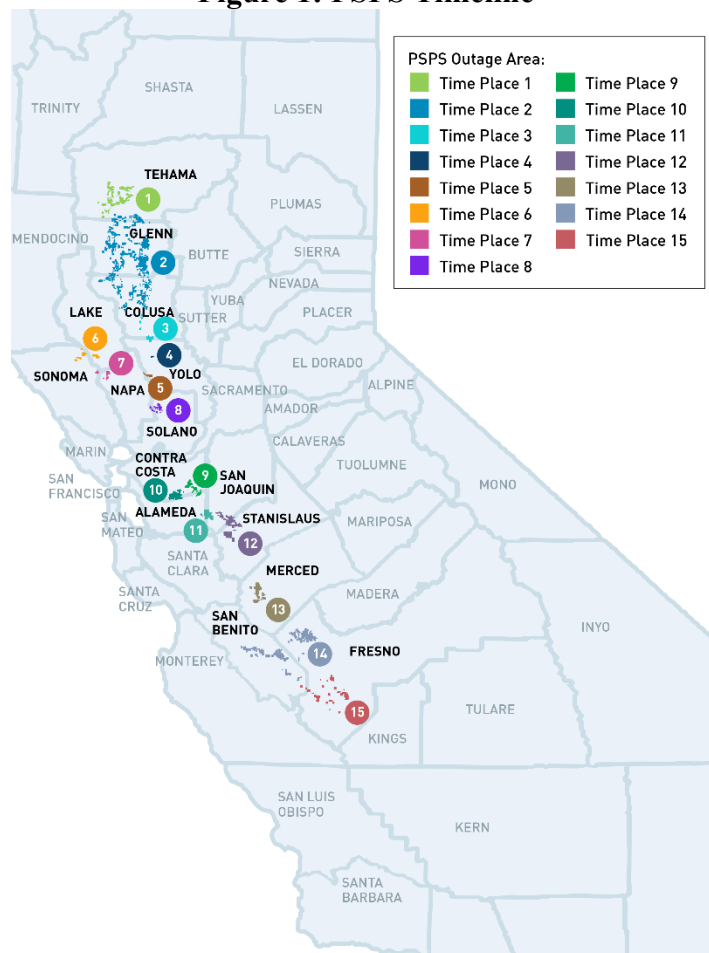 Figure 1: PSPS Timeline
PSPS Outage Area:
Time Place 1
Time Place 2
Time Place 3
Time Place 4
Time Place 5
Time Place 6
Time Place 7
Time Place 8
Time Place 9
Time Place 10
Time Place 11
Time Place 12
Time Place 13
Time Place 14
Time Place 15
SHASTA
TRINITY
LASSEN
TEHAMA
1
PLUMAS
GLENN
MENDOCINO
BUTTE
2
SIERRA
NEVADA
YUBA
LAKE
COLUSA
SUTTER
PLACER
3
6
4
7
EL DORADO
SONOMA
YOLO
NAPA
5
SACRAMENTO
ALPINE
8
AMADOR
SOLANO
CALAVERAS
MARIN
CONTRA
COSTA
TUOLUMNE
SAN
FRANCISCO
9
SAN
JOAQUIN
10
MONO
ALAMEDA
STANISLAUS
SAN
MATEO
11
12
MARIPOSA
SANTA
CLARA
MERCED
SANTA
CRUZ
MADERA
13
SAN
BENITO
INYO
MONTEREY
14
FRESNO
15
TULARE
KINGS
SAN LUIS
OBISPO
KERN
SANTA
BARBARA